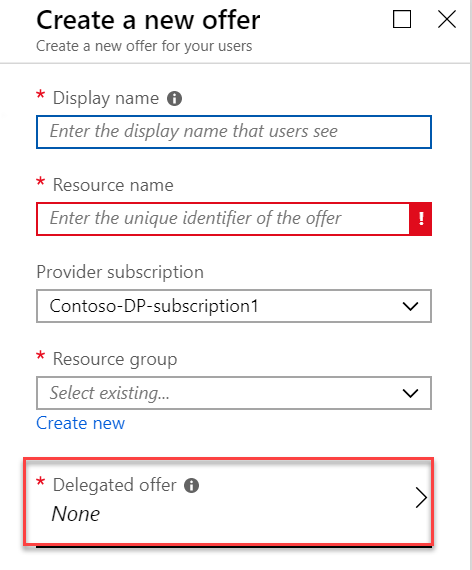 Create a new offer
Create a new offer for your users
* Display name
Enter the display name that users see
* Resource name
Enter the unique identifier of the offer
!
Provider subscription
Contoso-DP-subscription1
* Resource group
Select existing...
Create new
* Delegated offer
None